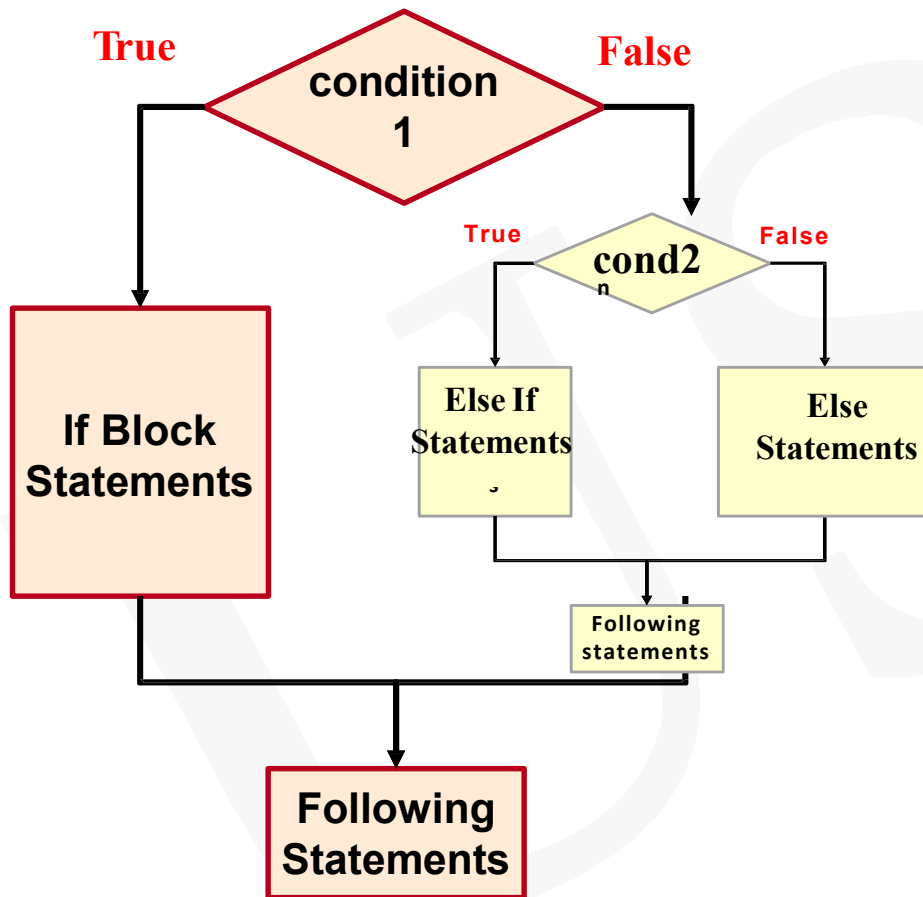 True
False
condition
1
True
False
cond2
n
If Block
Statements
Else If
Statements
s
Else
Statements
Following
statements
Following
Statements